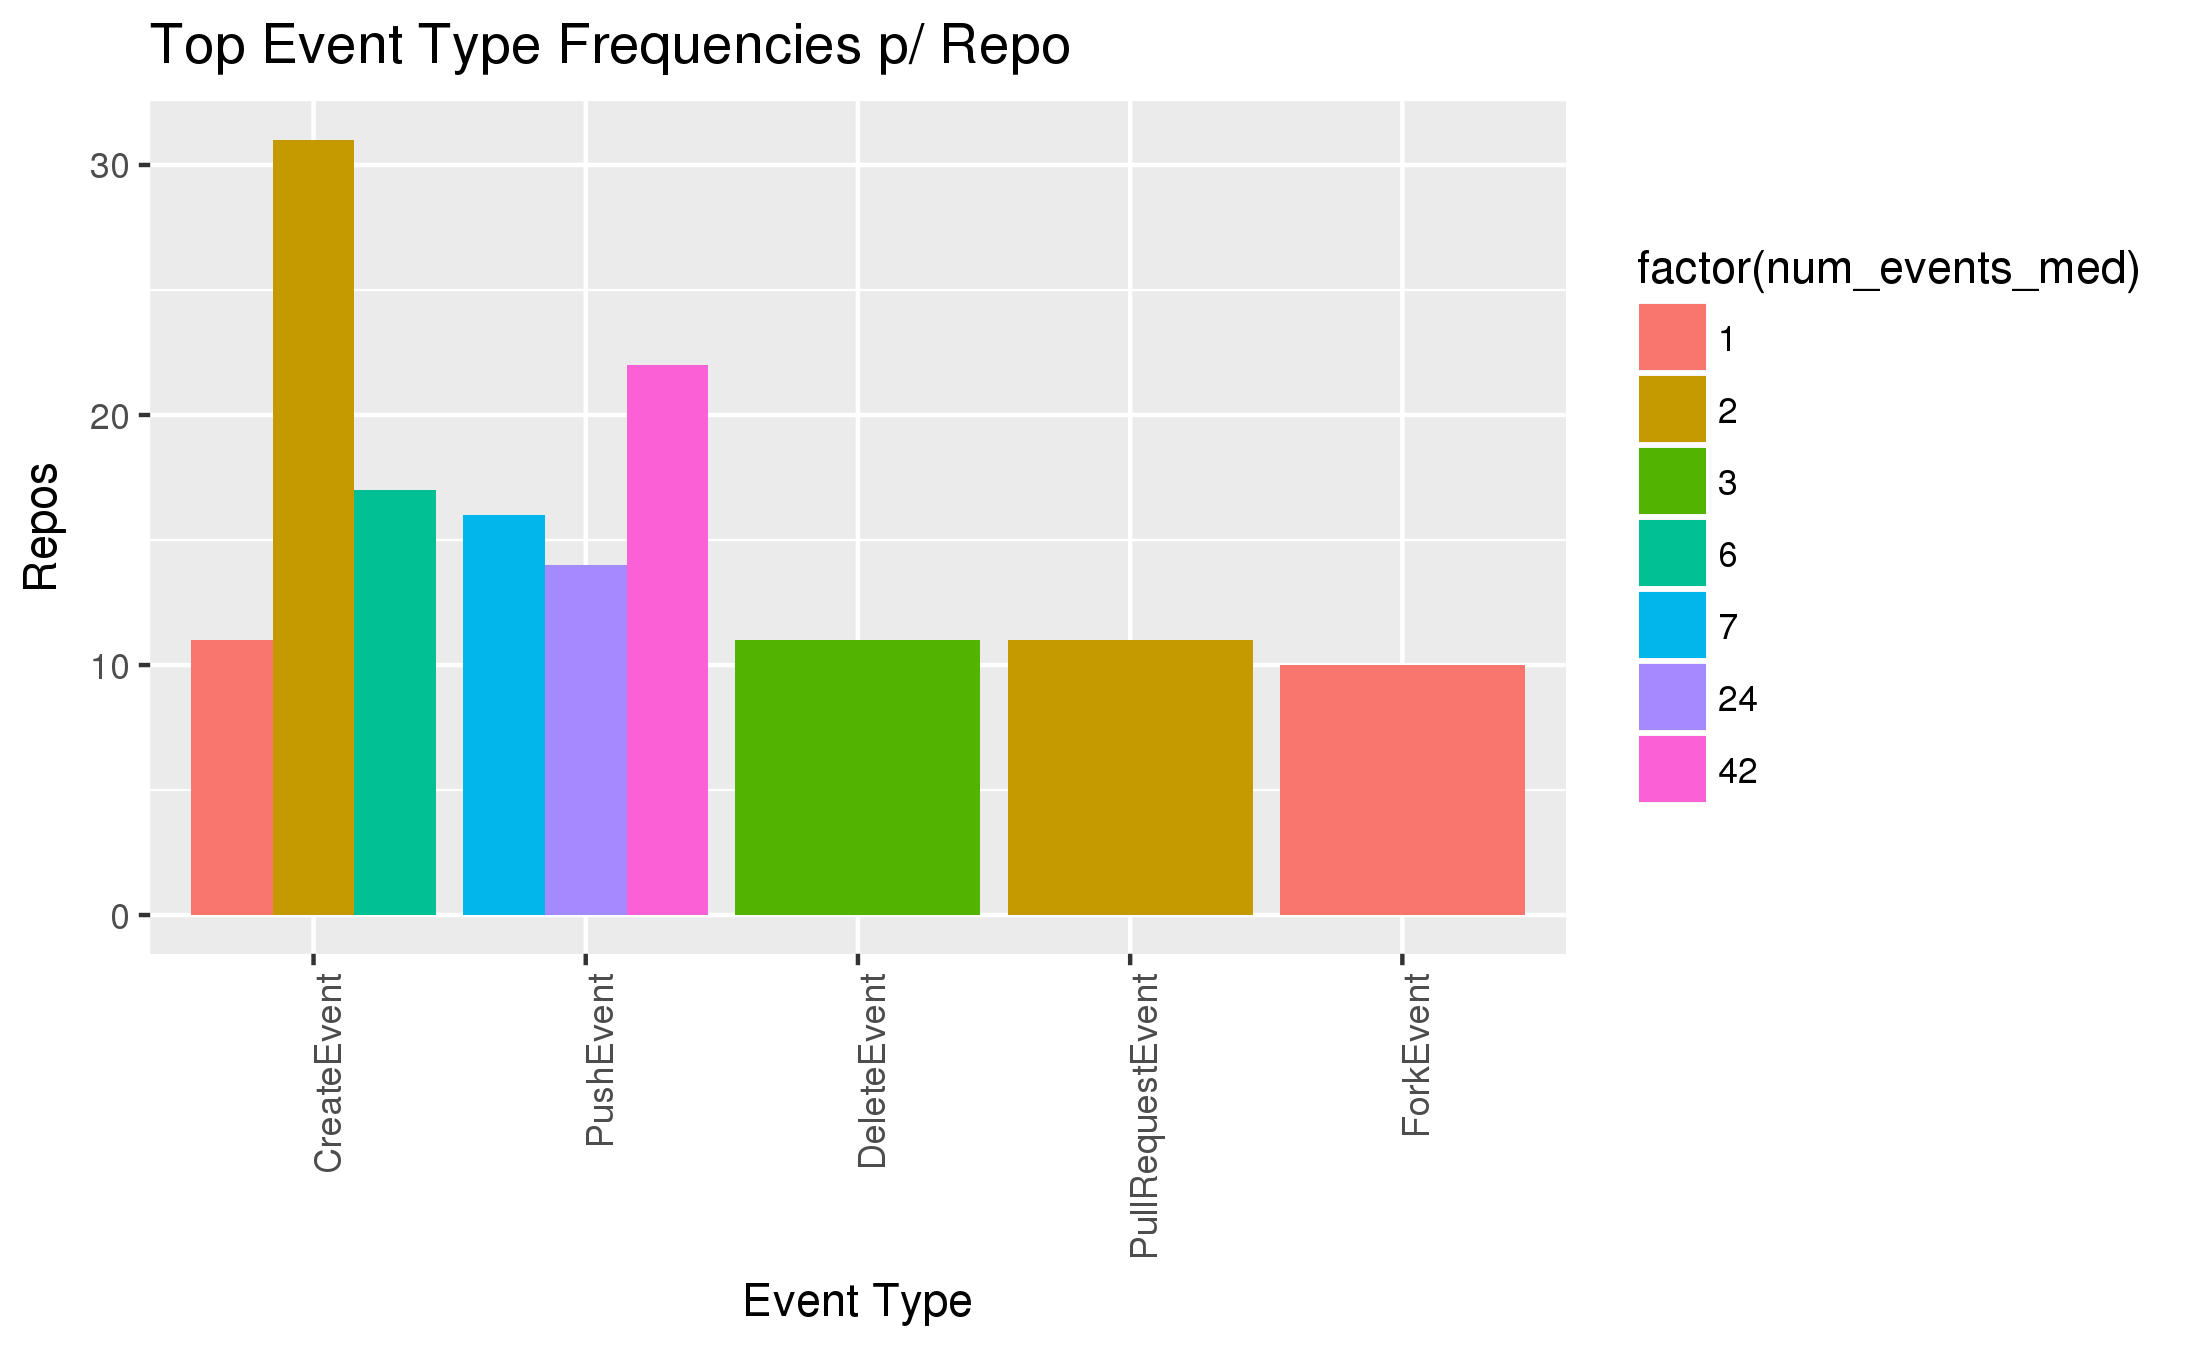 Top Event Type Frequencies p/ Repo
Repos
30
20
10
0
CreateEvent
PushEvent
DeleteEvent
PullRequestEvent
ForkEvent
Event Type
factor(num_events_med)
1
2
3
6
7
24
42